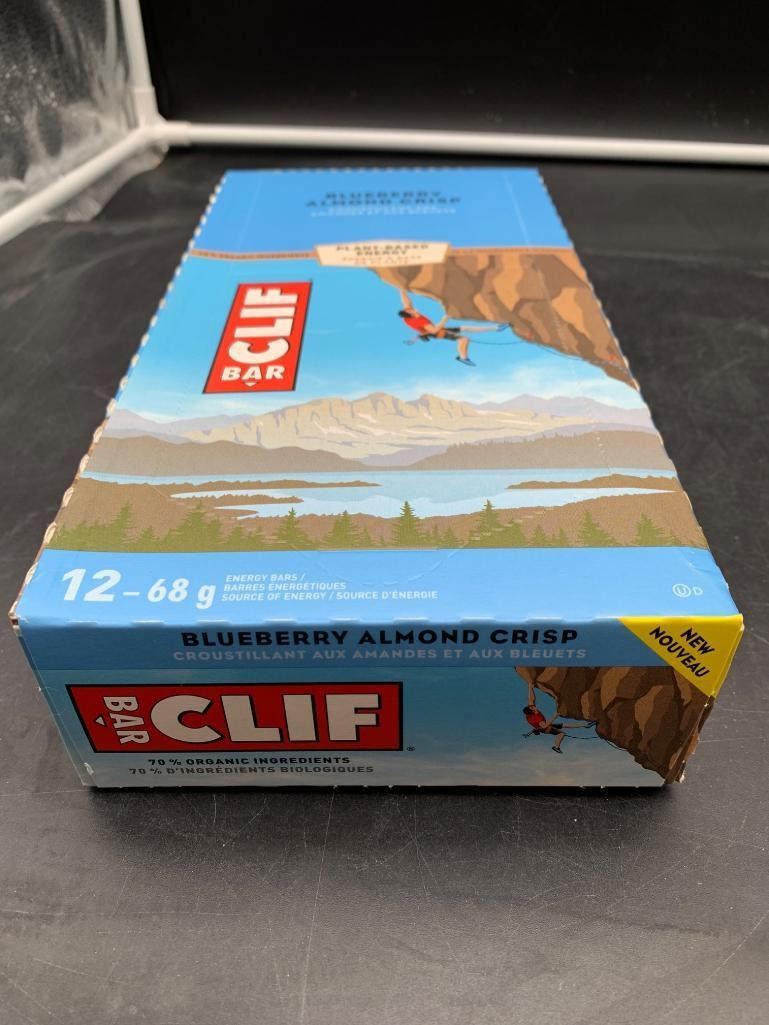 BLUEBERRY
ALMOND CRISP
PLANT-BASED
ENERGY
CLIF
BAR
12 – 68 g
ENERGY BARS /
BARRES ÉNERGÉTIQUES
SOURCE OF ENERGY / SOURCE D'ÉNERGIE
U D
BLUEBERRY ALMOND CRISP
CROUSTILLANT AUX AMANDES ET AUX BLEUETS
NEW
NOUVEAU
BAR
CLIF®
70 % ORGANIC INGREDIENTS
70 % D'INGRÉDIENTS BIOLOGIQUES